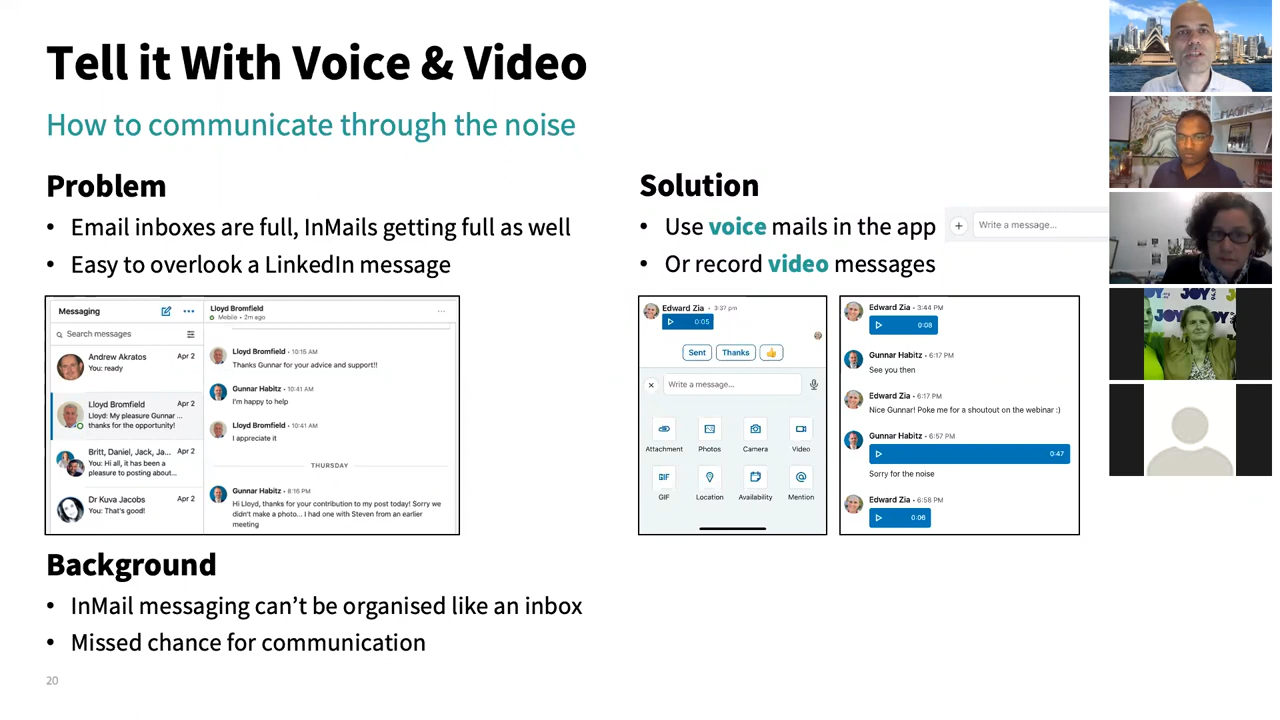 Tell it With Voice & Video
How to communicate through the noise
Problem
• Email inboxes are full, InMails getting full as well
• Easy to overlook a LinkedIn message
Messaging
Search messages
Andrew Akratos Apr 2
You: ready
Lloyd Bromfield Apr 2
Lloyd: My pleasure Gunnar ...
thanks for the opportunity!
Britt, Daniel, Jack, Ja... Apr 2
You: Hi all, it has been a
pleasure to posting about...
Dr Kuva Jacobs Apr 2
You: That's good!
Lloyd Bromfield
Mobile • 2m ago
Lloyd Bromfield • 10:15 AM
Thanks Gunnar for your advice and support!!
Gunnar Habitz • 10:41 AM
I'm happy to help
Lloyd Bromfield • 10:41 AM
I appreciate it
THURSDAY
Gunnar Habitz • 8:16 PM
Hi Lloyd, thanks for your contribution to my post today! Sorry we
didn't make a photo... I had one with Steven from an earlier
meeting
Background
• InMail messaging can't be organised like an inbox
• Missed chance for communication
20
Solution
• Use voice mails in the app
+ Write a message...
• Or record video messages
Edward Zia • 3:37 pm
0:05
Sent Thanks 👍
Write a message...
Attachment Photos Camera Video
GIF
GIF Location Availability Mention
Edward Zia • 3:44 PM
0:08
Gunnar Habitz • 6:17 PM
See you then
Edward Zia • 6:17 PM
Nice Gunnar! Poke me for a shoutout on the webinar :)
Gunnar Habitz • 6:57 PM
0:47
Sorry for the noise
Edward Zia • 6:58 PM
0:06
JOY
JOY
94.9